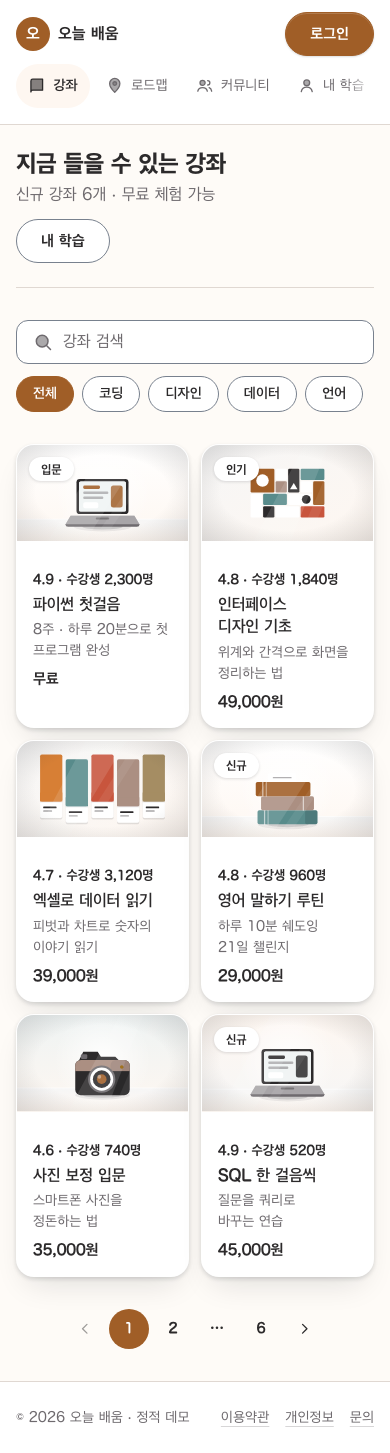 오 오늘 배움
로그인
강좌 로드맵 커뮤니티 내 학습
지금 들을 수 있는 강좌
신규 강좌 6개 · 무료 체험 가능
내 학습
강좌 검색
전체 코딩 디자인 데이터 언어
입문
4.9 · 수강생 2,300명
파이썬 첫걸음
8주 · 하루 20분으로 첫
프로그램 완성
무료
인기
4.8 · 수강생 1,840명
인터페이스
디자인 기초
위계와 간격으로 화면을
정리하는 법
49,000원
4.7 · 수강생 3,120명
엑셀로 데이터 읽기
피벗과 차트로 숫자의
이야기 읽기
39,000원
신규
4.8 · 수강생 960명
영어 말하기 루틴
하루 10분 쉐도잉
21일 챌린지
29,000원
4.6 · 수강생 740명
사진 보정 입문
스마트폰 사진을
정돈하는 법
35,000원
신규
4.9 · 수강생 520명
SQL 한 걸음씩
질문을 쿼리로
바꾸는 연습
45,000원
1 2 ··· 6
© 2026 오늘 배움 · 정적 데모
이용약관 개인정보 문의